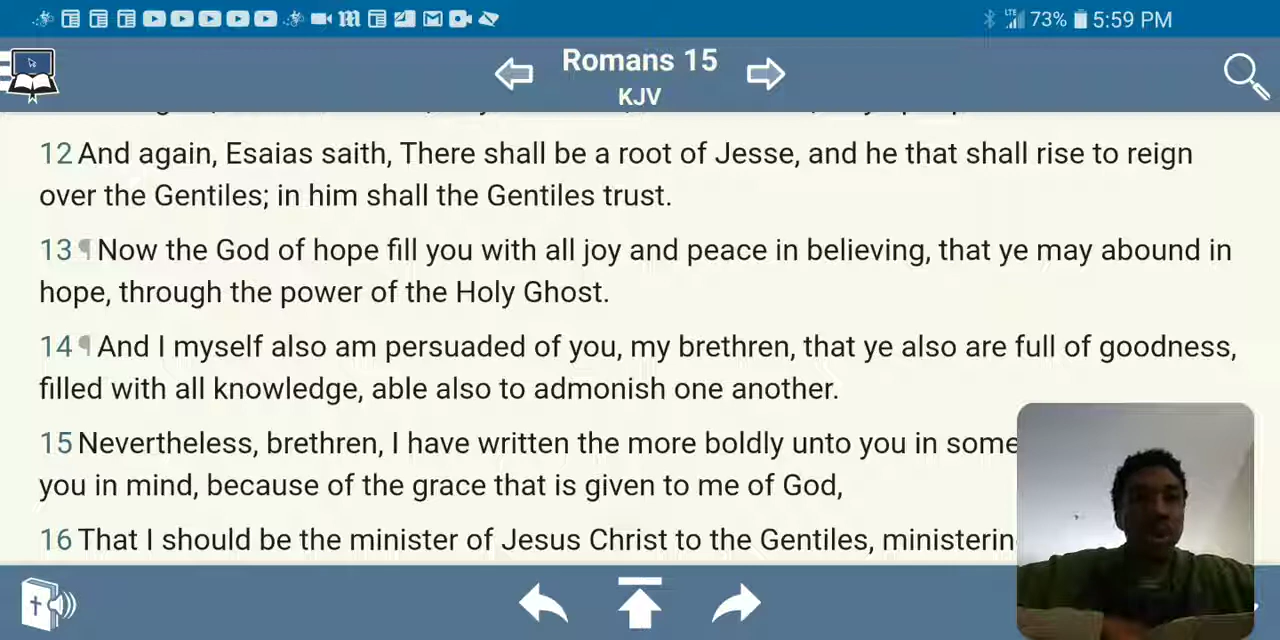 73% 5:59 PM
Romans 15
KJV
12 And again, Esaias saith, There shall be a root of Jesse, and he that shall rise to reign
over the Gentiles; in him shall the Gentiles trust.
13 ¶ Now the God of hope fill you with all joy and peace in believing, that ye may abound in
hope, through the power of the Holy Ghost.
14 ¶ And I myself also am persuaded of you, my brethren, that ye also are full of goodness,
filled with all knowledge, able also to admonish one another.
15 Nevertheless, brethren, I have written the more boldly unto you in some
you in mind, because of the grace that is given to me of God,
16 That I should be the minister of Jesus Christ to the Gentiles,